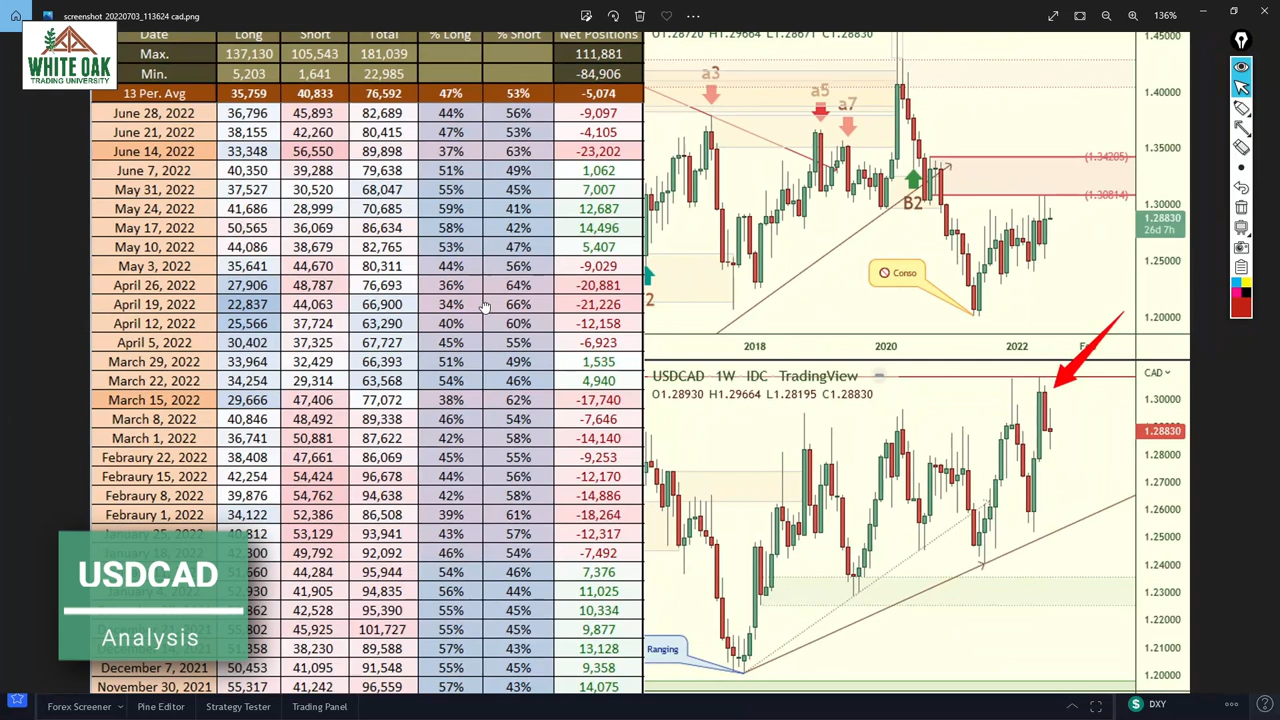 screenshot 20220703_113624 cad.png
136%
WHITE OAK
TRADING UNIVERSITY
Date Long Short Total % Long % Short Net Positions
Max. 137,130 105,543 181,039 111,881
Min. 5,203 1,641 22,985 -84,906
13 Per. Avg 35,759 40,833 76,592 47% 53% -5,074
June 28, 2022 36,796 45,893 82,689 44% 56% -9,097
June 21, 2022 38,155 42,260 80,415 47% 53% -4,105
June 14, 2022 33,348 56,550 89,898 37% 63% -23,202
June 7, 2022 40,350 39,288 79,638 51% 49% 1,062
May 31, 2022 37,527 30,520 68,047 55% 45% 7,007
May 24, 2022 41,686 28,999 70,685 59% 41% 12,687
May 17, 2022 50,565 36,069 86,634 58% 42% 14,496
May 10, 2022 44,086 38,679 82,765 53% 47% 5,407
May 3, 2022 35,641 44,670 80,311 44% 56% -9,029
April 26, 2022 27,906 48,787 76,693 36% 64% -20,881
April 19, 2022 22,837 44,063 66,900 34% 66% -21,226
April 12, 2022 25,566 37,724 63,290 40% 60% -12,158
April 5, 2022 30,402 37,325 67,727 45% 55% -6,923
March 29, 2022 33,964 32,429 66,393 51% 49% 1,535
March 22, 2022 34,254 29,314 63,568 54% 46% 4,940
March 15, 2022 29,666 47,406 77,072 38% 62% -17,740
March 8, 2022 40,846 48,492 89,338 46% 54% -7,646
March 1, 2022 36,741 50,881 87,622 42% 58% -14,140
Febraury 22, 2022 38,408 47,661 86,069 45% 55% -9,253
Febraury 15, 2022 42,254 54,424 96,678 44% 56% -12,170
Febraury 8, 2022 39,876 54,762 94,638 42% 58% -14,886
Febraury 1, 2022 34,122 52,386 86,508 39% 61% -18,264
January 25, 2022 40,812 53,129 93,941 43% 57% -12,317
January 18, 2022 42,300 49,792 92,092 46% 54% -7,492
44,284 95,944 54% 46% 7,376
January 4, 2022 52,930 41,905 94,835 56% 44% 11,025
42,528 95,390 55% 45% 10,334
45,925 101,727 55% 45% 9,877
38,230 89,588 57% 43% 13,128
December 7, 2021 50,453 41,095 91,548 55% 45% 9,358
November 30, 2021 55,317 41,242 96,559 57% 43% 14,075
USDCAD
Analysis
O1.28720 H1.29664 L1.28671 C1.28830
a3
a5
a7
B2
2
Conso
(1.34205)
(1.30814)
1.45000
1.40000
1.35000
1.30000
1.28830
26d 7h
1.25000
1.20000
2018 2020 2022
USDCAD 1W IDC TradingView
O1.28930 H1.29664 L1.28195 C1.28830
CAD
1.30000
1.28830
1.28000
1.27000
1.26000
1.25000
1.24000
1.23000
1.22000
1.21000
1.20000
Ranging
Forex Screener Pine Editor Strategy Tester Trading Panel
S DXY